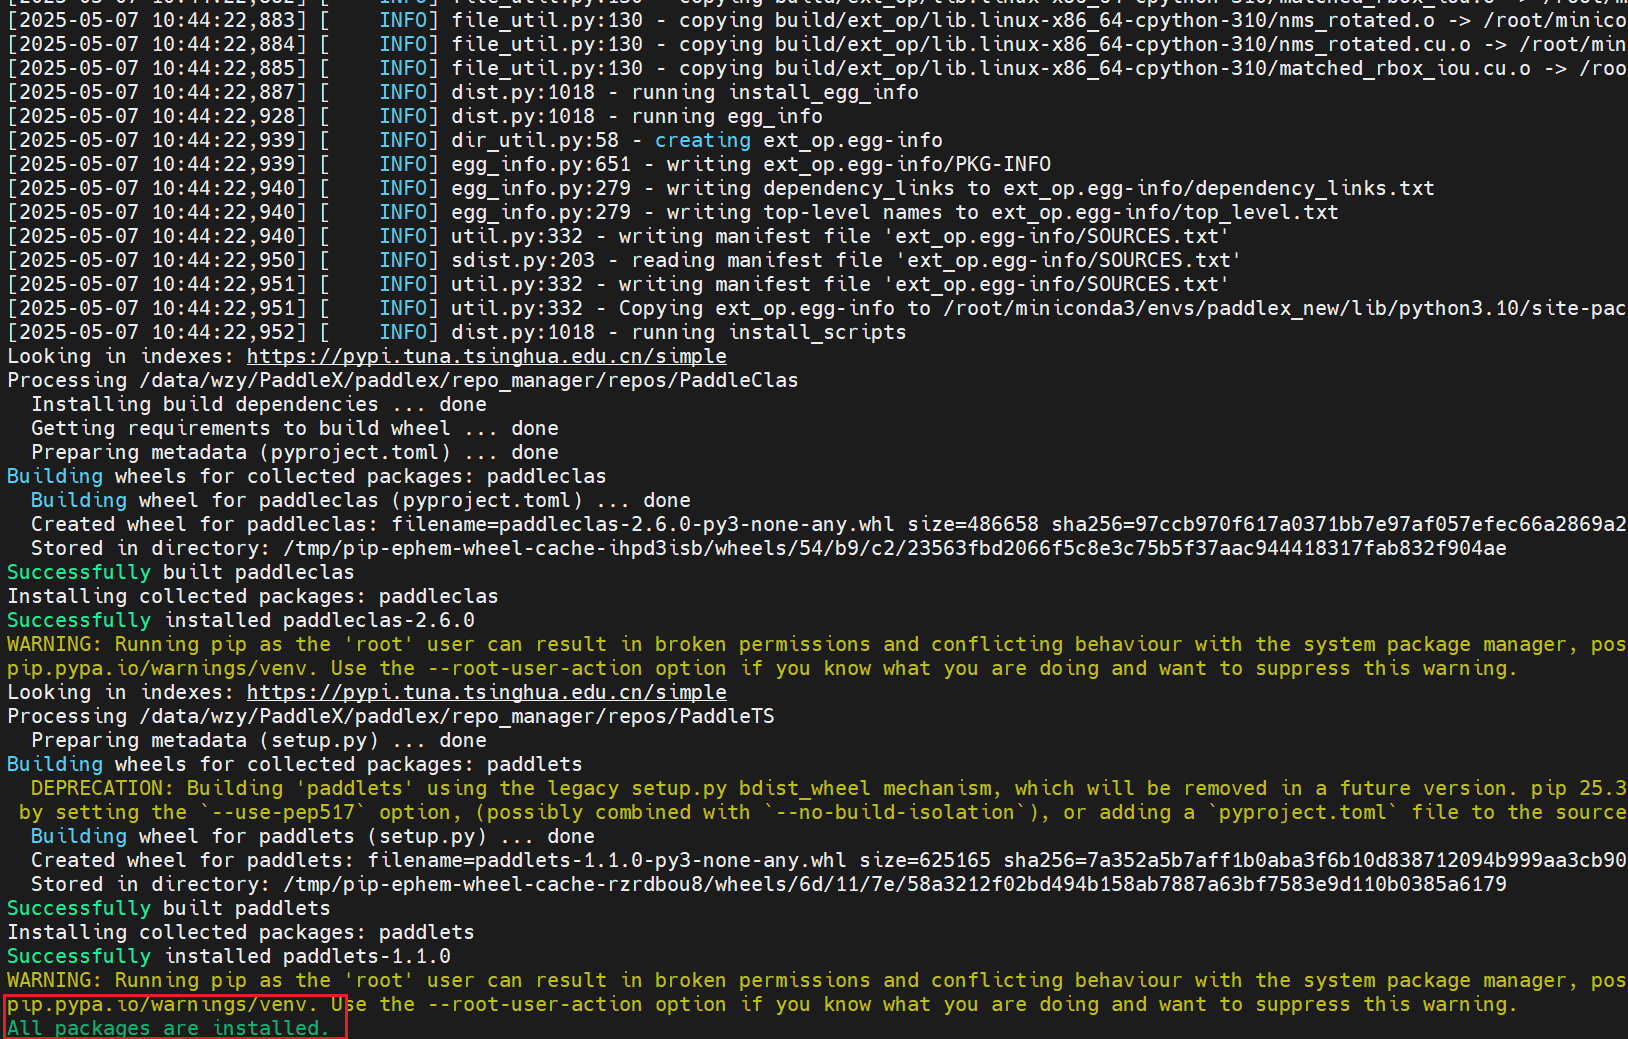 [2025-05-07 10:44:22,882] [    INFO] file_util.py:130 - copying build/ext_op/lib.linux-x86_64-cpython-310/matched_rbox_iou.o -> /root/m
[2025-05-07 10:44:22,883] [    INFO] file_util.py:130 - copying build/ext_op/lib.linux-x86_64-cpython-310/nms_rotated.o -> /root/minico
[2025-05-07 10:44:22,884] [    INFO] file_util.py:130 - copying build/ext_op/lib.linux-x86_64-cpython-310/nms_rotated.cu.o -> /root/min
[2025-05-07 10:44:22,885] [    INFO] file_util.py:130 - copying build/ext_op/lib.linux-x86_64-cpython-310/matched_rbox_iou.cu.o -> /roo
[2025-05-07 10:44:22,887] [    INFO] dist.py:1018 - running install_egg_info
[2025-05-07 10:44:22,928] [    INFO] dist.py:1018 - running egg_info
[2025-05-07 10:44:22,939] [    INFO] dir_util.py:58 - creating ext_op.egg-info
[2025-05-07 10:44:22,939] [    INFO] egg_info.py:651 - writing ext_op.egg-info/PKG-INFO
[2025-05-07 10:44:22,940] [    INFO] egg_info.py:279 - writing dependency_links to ext_op.egg-info/dependency_links.txt
[2025-05-07 10:44:22,940] [    INFO] egg_info.py:279 - writing top-level names to ext_op.egg-info/top_level.txt
[2025-05-07 10:44:22,940] [    INFO] util.py:332 - writing manifest file 'ext_op.egg-info/SOURCES.txt'
[2025-05-07 10:44:22,950] [    INFO] sdist.py:203 - reading manifest file 'ext_op.egg-info/SOURCES.txt'
[2025-05-07 10:44:22,951] [    INFO] util.py:332 - writing manifest file 'ext_op.egg-info/SOURCES.txt'
[2025-05-07 10:44:22,951] [    INFO] util.py:332 - Copying ext_op.egg-info to /root/miniconda3/envs/paddlex_new/lib/python3.10/site-pac
[2025-05-07 10:44:22,952] [    INFO] dist.py:1018 - running install_scripts
Looking in indexes: https://pypi.tuna.tsinghua.edu.cn/simple
Processing /data/wzy/PaddleX/paddlex/repo_manager/repos/PaddleClas
  Installing build dependencies ... done
  Getting requirements to build wheel ... done
  Preparing metadata (pyproject.toml) ... done
Building wheels for collected packages: paddleclas
  Building wheel for paddleclas (pyproject.toml) ... done
  Created wheel for paddleclas: filename=paddleclas-2.6.0-py3-none-any.whl size=486658 sha256=97ccb970f617a0371bb7e97af057efec66a2869a2
  Stored in directory: /tmp/pip-ephem-wheel-cache-ihpd3isb/wheels/54/b9/c2/23563fbd2066f5c8e3c75b5f37aac944418317fab832f904ae
Successfully built paddleclas
Installing collected packages: paddleclas
Successfully installed paddleclas-2.6.0
WARNING: Running pip as the 'root' user can result in broken permissions and conflicting behaviour with the system package manager, pos
pip.pypa.io/warnings/venv. Use the --root-user-action option if you know what you are doing and want to suppress this warning.
Looking in indexes: https://pypi.tuna.tsinghua.edu.cn/simple
Processing /data/wzy/PaddleX/paddlex/repo_manager/repos/PaddleTS
  Preparing metadata (setup.py) ... done
Building wheels for collected packages: paddlets
  DEPRECATION: Building 'paddlets' using the legacy setup.py bdist_wheel mechanism, which will be removed in a future version. pip 25.3
 by setting the `--use-pep517` option, (possibly combined with `--no-build-isolation`), or adding a `pyproject.toml` file to the source
  Building wheel for paddlets (setup.py) ... done
  Created wheel for paddlets: filename=paddlets-1.1.0-py3-none-any.whl size=625165 sha256=7a352a5b7aff1b0aba3f6b10d838712094b999aa3cb90
  Stored in directory: /tmp/pip-ephem-wheel-cache-rzrdbou8/wheels/6d/11/7e/58a3212f02bd494b158ab7887a63bf7583e9d110b0385a6179
Successfully built paddlets
Installing collected packages: paddlets
Successfully installed paddlets-1.1.0
WARNING: Running pip as the 'root' user can result in broken permissions and conflicting behaviour with the system package manager, pos
pip.pypa.io/warnings/venv. Use the --root-user-action option if you know what you are doing and want to suppress this warning.
All packages are installed.